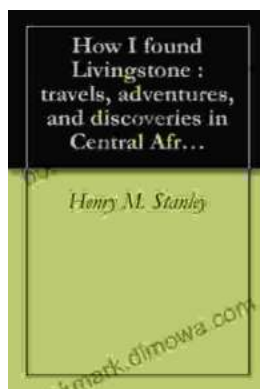 How I found
Livingstone :
travels, adventures,
and discoveries in
Central Afr...
Henry M. Stanley
mark.dimowa.com